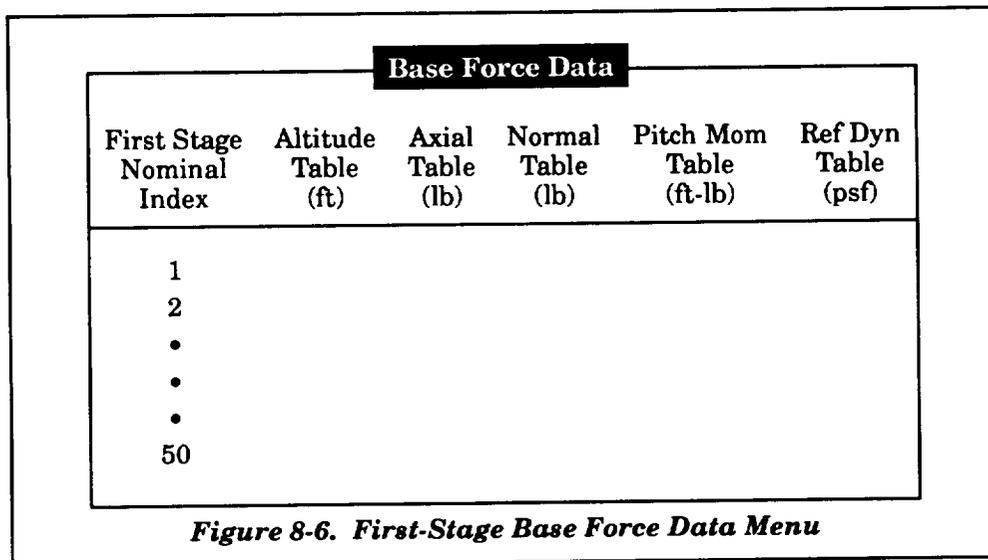 Base Force Data
First Stage Altitude Axial Normal Pitch Mom Ref Dyn
Nominal Table Table Table Table Table
Index (ft) (lb) (lb) (ft-lb) (psf)
1
2
•
•
•
50
Figure 8-6. First-Stage Base Force Data Menu